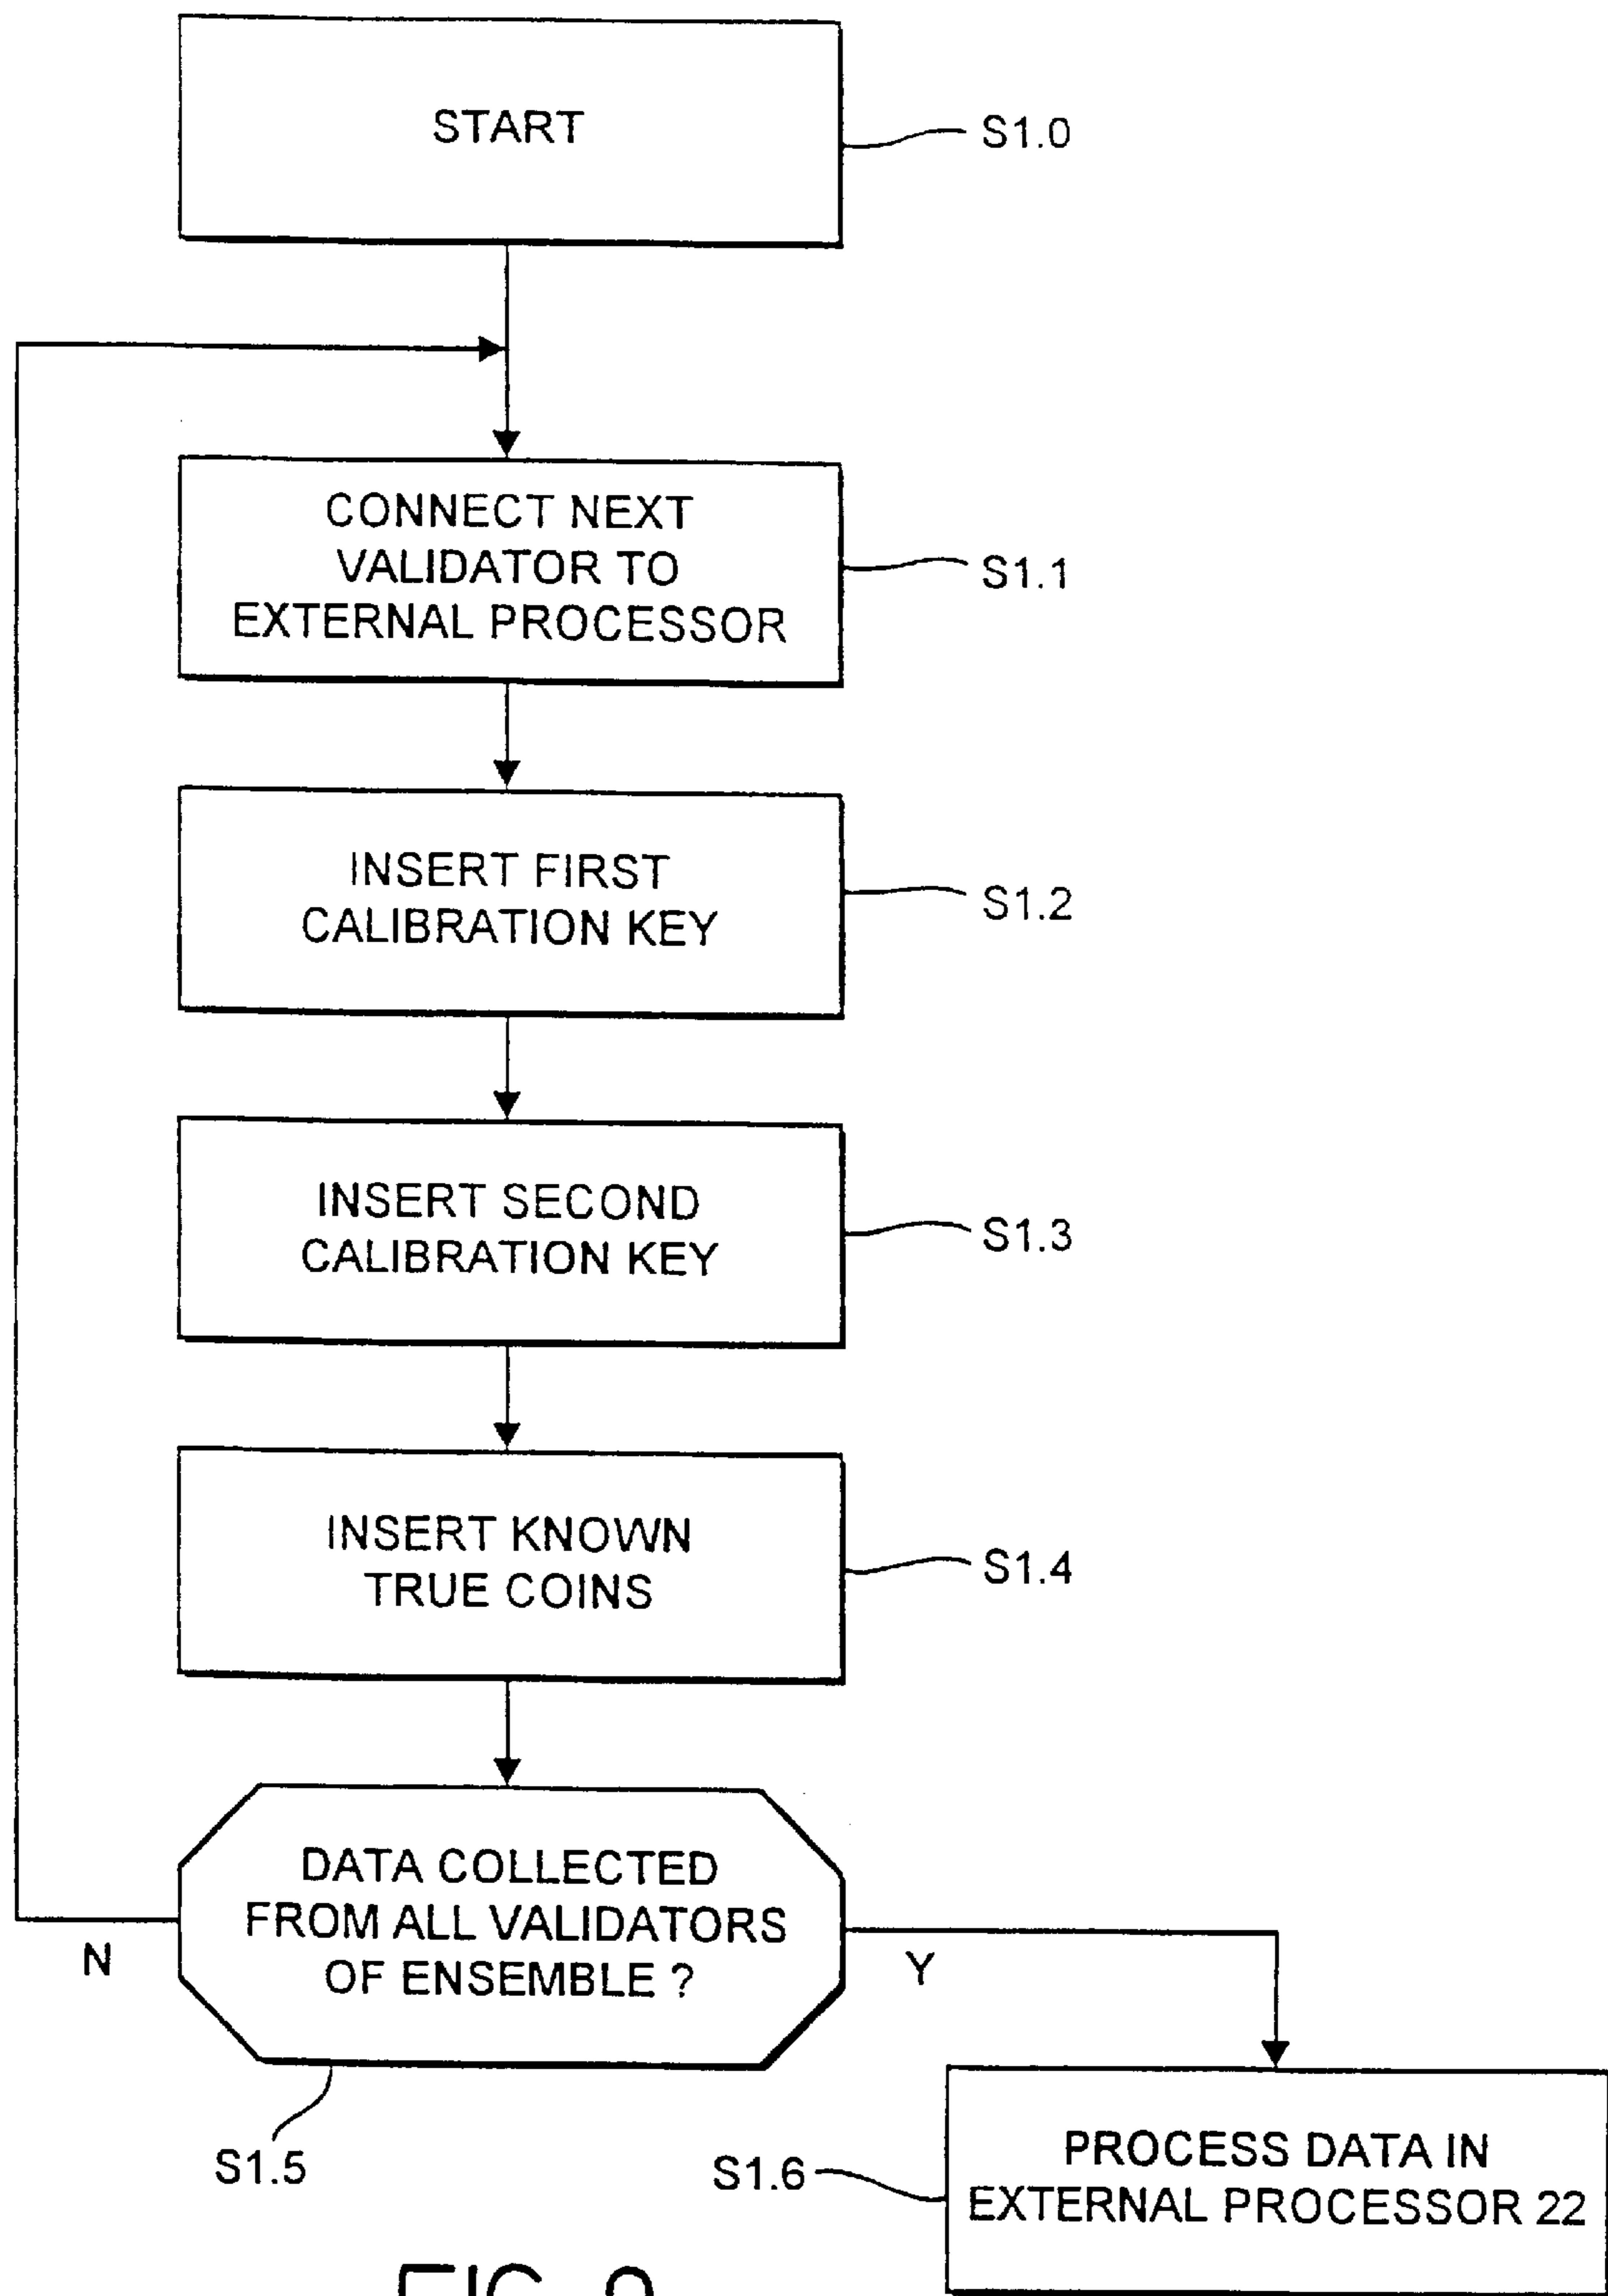 START
S1.0
CONNECT NEXT
VALIDATOR TO
EXTERNAL PROCESSOR
S1.1
INSERT FIRST
CALIBRATION KEY
S1.2
INSERT SECOND
CALIBRATION KEY
S1.3
INSERT KNOWN
TRUE COINS
S1.4
DATA COLLECTED
FROM ALL VALIDATORS
OF ENSEMBLE ?
N
Y
S1.5
S1.6
PROCESS DATA IN
EXTERNAL PROCESSOR 22
FIG.